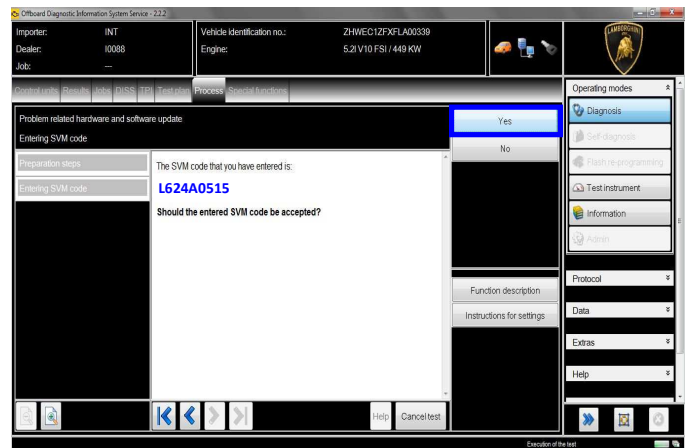 Offboard Diagnostic Information System Service - 2.2.2
Importer: INT
Dealer: I0088
Job: ---
Vehicle identification no.: ZHWEC1ZFXFLA00339
Engine: 5.2l V10 FSI / 449 KW
LAMBORGHINI
Control units Results Jobs DISS TPI Test plan Process Special functions
Problem related hardware and software update
Entering SVM code
Preparation steps
Entering SVM code
The SVM code that you have entered is:
L624A0515
Should the entered SVM code be accepted?
Yes
No
Function description
Instructions for settings
Help
Cancel test
Operating modes
Diagnosis
Self-diagnosis
Flash re-programming
Test instrument
Information
Admin
Protocol
Data
Extras
Help
Execution of the test